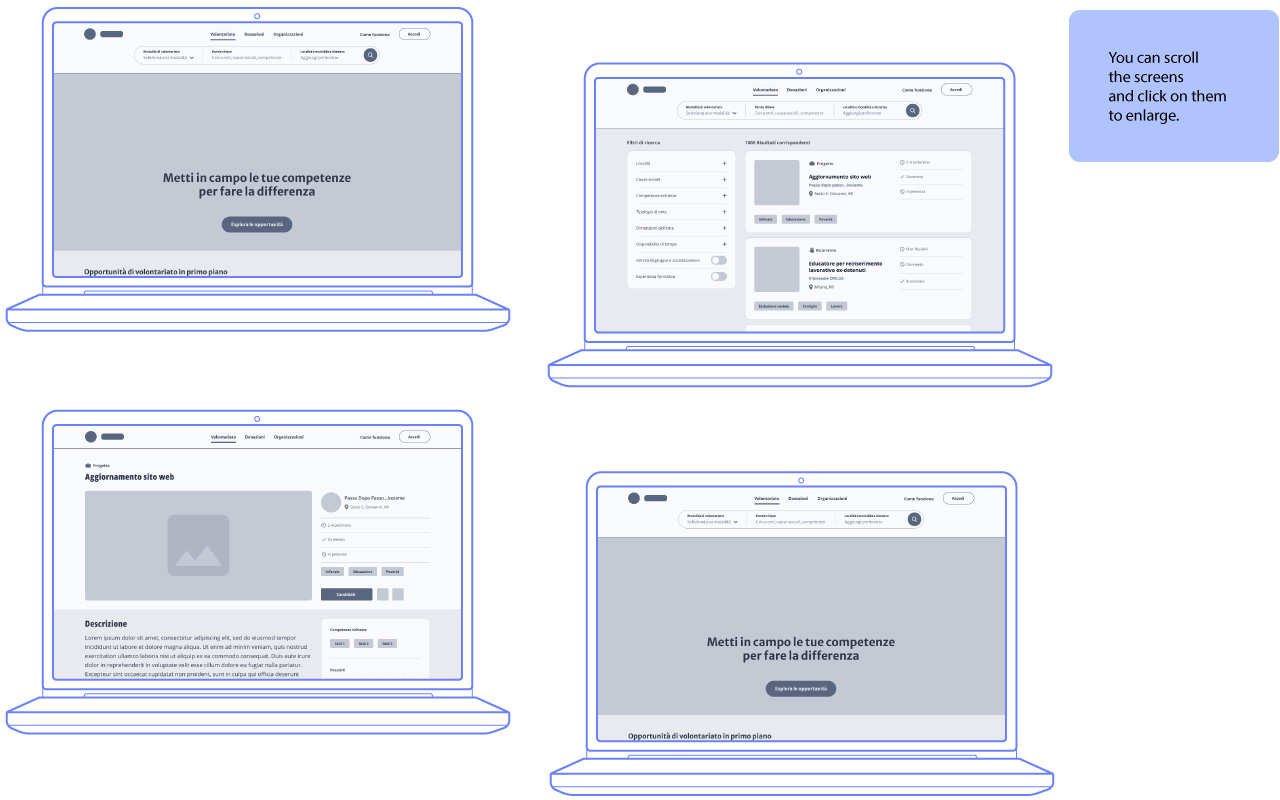 Volontariato Donazioni Organizzazioni Come funziona Accedi
Modalità di volontariato Parola chiave Località e modalità a distanza
Seleziona una modalità Cerca enti, cause sociali, competenze Aggiungi preferenze
Metti in campo le tue competenze
per fare la differenza
Esplora le opportunità
Opportunità di volontariato in primo piano
Volontariato Donazioni Organizzazioni Come funziona Accedi
Modalità di volontariato Parola chiave Località e modalità a distanza
Seleziona una modalità Cerca enti, cause sociali, competenze Aggiungi preferenze
Filtri di ricerca
Località +
Cause sociali +
Competenze richieste +
Tipologia di ente +
Dimensioni dell'ente +
Disponibilità di tempo +
Attività di gruppo e socializzazione
Esperienza formativa
1000 Risultati corrispondenti
Progetto
Aggiornamento sito web
Passo dopo passo...insieme
Sesto S. Giovanni, MI
2-4 settimane
Da remoto
In presenza
Infanzia Educazione Povertà
Ricorrente
Educatore per reinserimento
lavorativo ex-detenuti
Il Bivacade ONLUS
Milano, MI
Orari flessibili
Da remoto
In presenza
Esclusione sociale Famiglie Lavoro
You can scroll
the screens
and click on them
to enlarge.
Volontariato Donazioni Organizzazioni Come funziona Accedi
Progetto
Aggiornamento sito web
Passo Dopo Passo...Insieme
Sesto S. Giovanni, MI
2-4 settimane
Da remoto
In presenza
Infanzia Educazione Povertà
Candidati
Descrizione
Lorem ipsum dolor sit amet, consectetur adipiscing elit, sed do eiusmod tempor
incididunt ut labore et dolore magna aliqua. Ut enim ad minim veniam, quis nostrud
exercitation ullamco laboris nisi ut aliquip ex ea commodo consequat. Duis aute irure
dolor in reprehenderit in voluptate velit esse cillum dolore eu fugiat nulla pariatur.
Excepteur sint occaecat cupidatat non proident, sunt in culpa qui officia deserunt
Competenze richieste
Skill 1 Skill 2 Skill 3
Requisiti
Volontariato Donazioni Organizzazioni Come funziona Accedi
Modalità di volontariato Parola chiave Località e modalità a distanza
Seleziona una modalità Cerca enti, cause sociali, competenze Aggiungi preferenze
Metti in campo le tue competenze
per fare la differenza
Esplora le opportunità
Opportunità di volontariato in primo piano